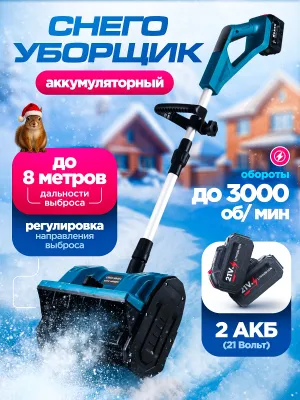 СНЕГО
УБОРЩИК
аккумуляторный
до
8 метров
дальности
выброса
регулировка
направления
выброса
обороты
до 3000
об/ мин
21V
21V
2 АКБ
(21 Вольт)